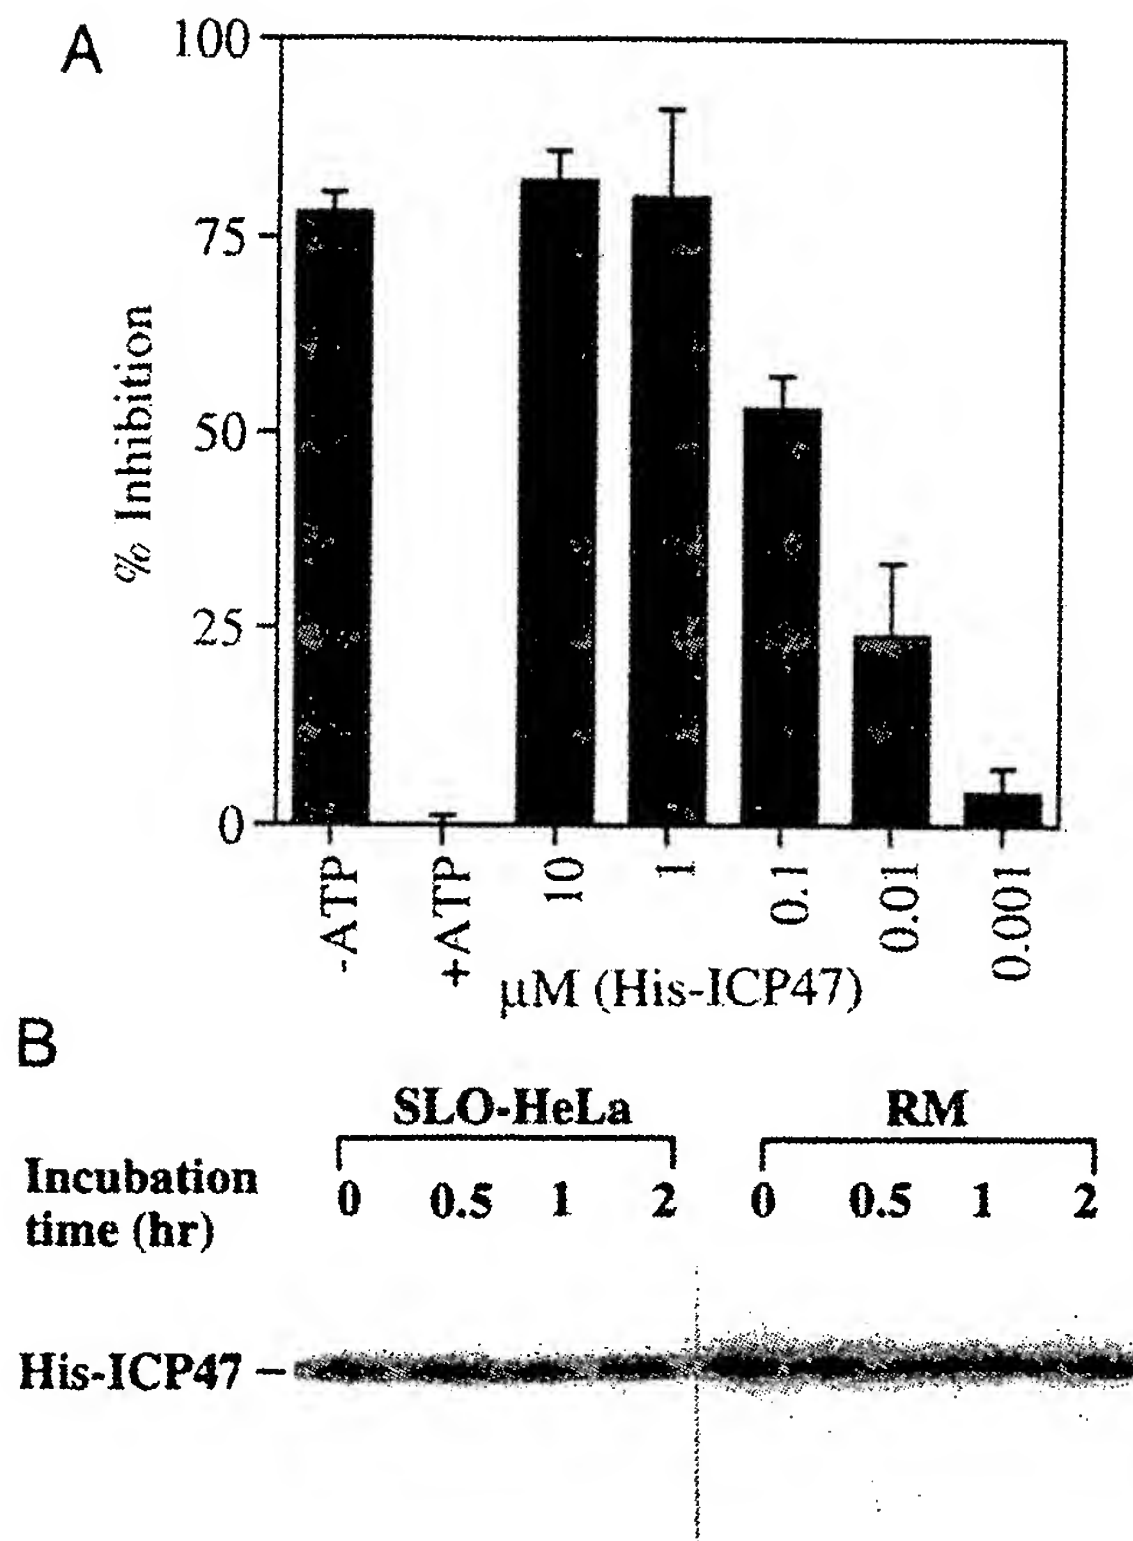 A
100
75
50
25
0
% Inhibition
-ATP
+ATP
10
1
0.1
0.01
0.001
µM (His-ICP47)
B
SLO-HeLa RM
Incubation
time (hr)
0 0.5 1 2 0 0.5 1 2
His-ICP47